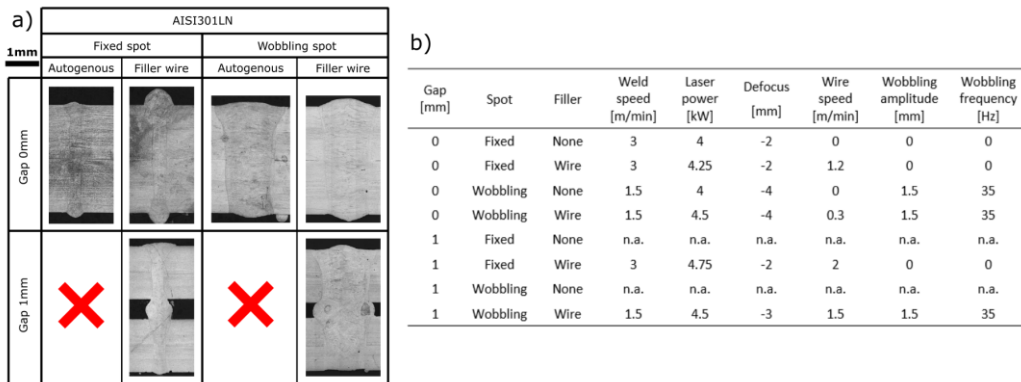 a)
AISI301LN
1mm
Fixed spot Wobbling spot
Autogenous Filler wire Autogenous Filler wire
Gap 0mm
Gap 1mm
b)
Gap [mm] Spot Filler Weld speed [m/min] Laser power [kW] Defocus [mm] Wire speed [m/min] Wobbling amplitude [mm] Wobbling frequency [Hz]
0 Fixed None 3 4 -2 0 0 0
0 Fixed Wire 3 4.25 -2 1.2 0 0
0 Wobbling None 1.5 4 -4 0 1.5 35
0 Wobbling Wire 1.5 4.5 -4 0.3 1.5 35
1 Fixed None n.a. n.a. n.a. n.a. n.a. n.a.
1 Fixed Wire 3 4.75 -2 2 0 0
1 Wobbling None n.a. n.a. n.a. n.a. n.a. n.a.
1 Wobbling Wire 1.5 4.5 -3 1.5 1.5 35